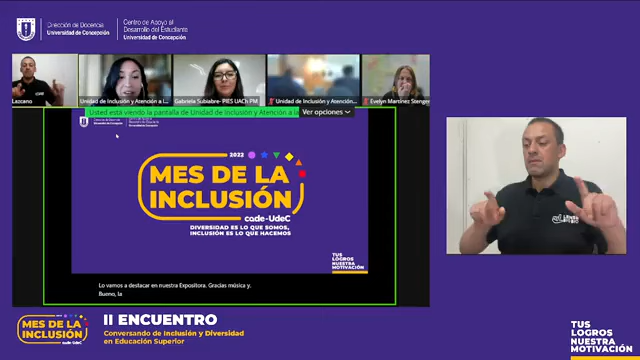 Dirección de Docencia
Universidad de Concepción
Centro de Apoyo al
Desarrollo del Estudiante
Universidad de Concepción
Lazcano
Unidad de Inclusión y Atención a l...
Gabriela Subiabre- PIES UACh PM
Unidad de Inclusión y Atención...
Evelyn Martínez Stenger
Usted está viendo la pantalla de Unidad de Inclusión y Atención a la
Ver opciones
2022
MES DE LA
INCLUSIÓN
cade-UdeC
DIVERSIDAD ES LO QUE SOMOS,
INCLUSIÓN ES LO QUE HACEMOS
TUS
LOGROS
NUESTRA
MOTIVACIÓN
Lo vamos a destacar en nuestra Expositora. Gracias música y.
Bueno, la
MES DE LA
INCLUSIÓN
cade-UdeC
II ENCUENTRO
Conversando de Inclusión y Diversidad
en Educación Superior
TUS
LOGROS
NUESTRA
MOTIVACIÓN